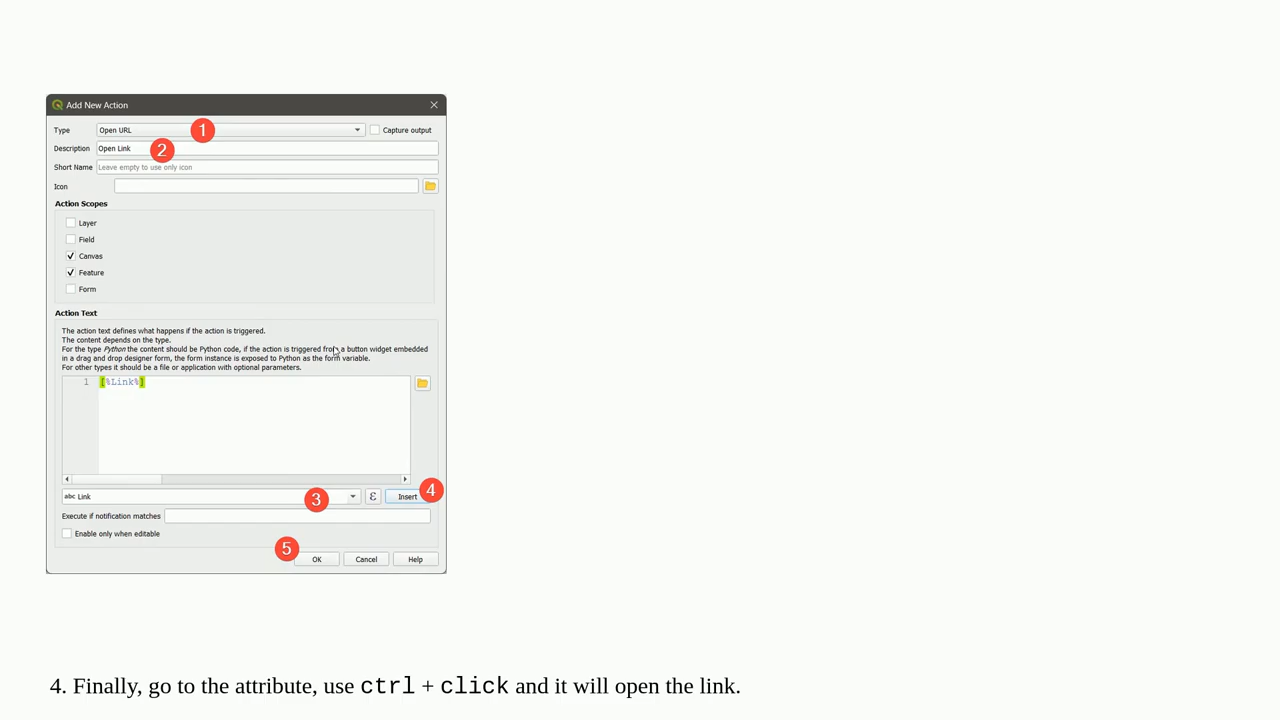 Add New Action
Type Open URL 1 Capture output
Description Open Link 2
Short Name Leave empty to use only icon
Icon
Action Scopes
Layer
Field
Canvas
Feature
Form
Action Text
The action text defines what happens if the action is triggered.
The content depends on the type.
For the type Python the content should be Python code, if the action is triggered from a button widget embedded
in a drag and drop designer form, the form instance is exposed to Python as the form variable.
For other types it should be a file or application with optional parameters.
1 [%Link%]
abc Link 3 ε Insert 4
Execute if notification matches
Enable only when editable
5 OK Cancel Help
4. Finally, go to the attribute, use ctrl + click and it will open the link.